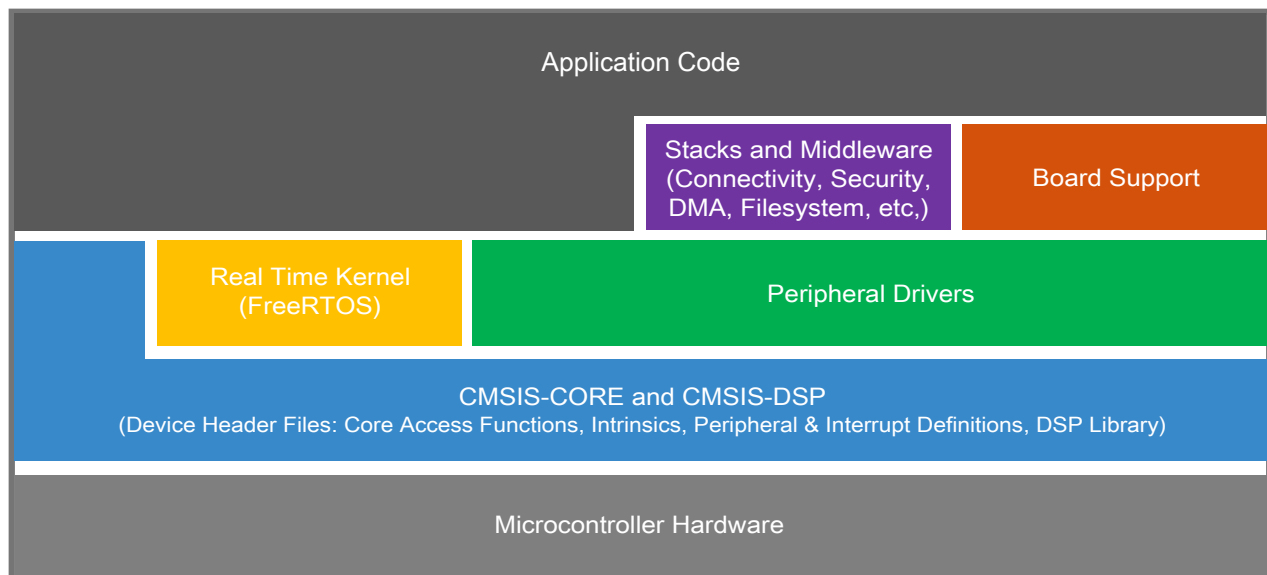 Application Code
Stacks and Middleware
(Connectivity, Security,
DMA, Filesystem, etc,)
Board Support
Real Time Kernel
(FreeRTOS)
Peripheral Drivers
CMSIS-CORE and CMSIS-DSP
(Device Header Files: Core Access Functions, Intrinsics, Peripheral & Interrupt Definitions, DSP Library)
Microcontroller Hardware